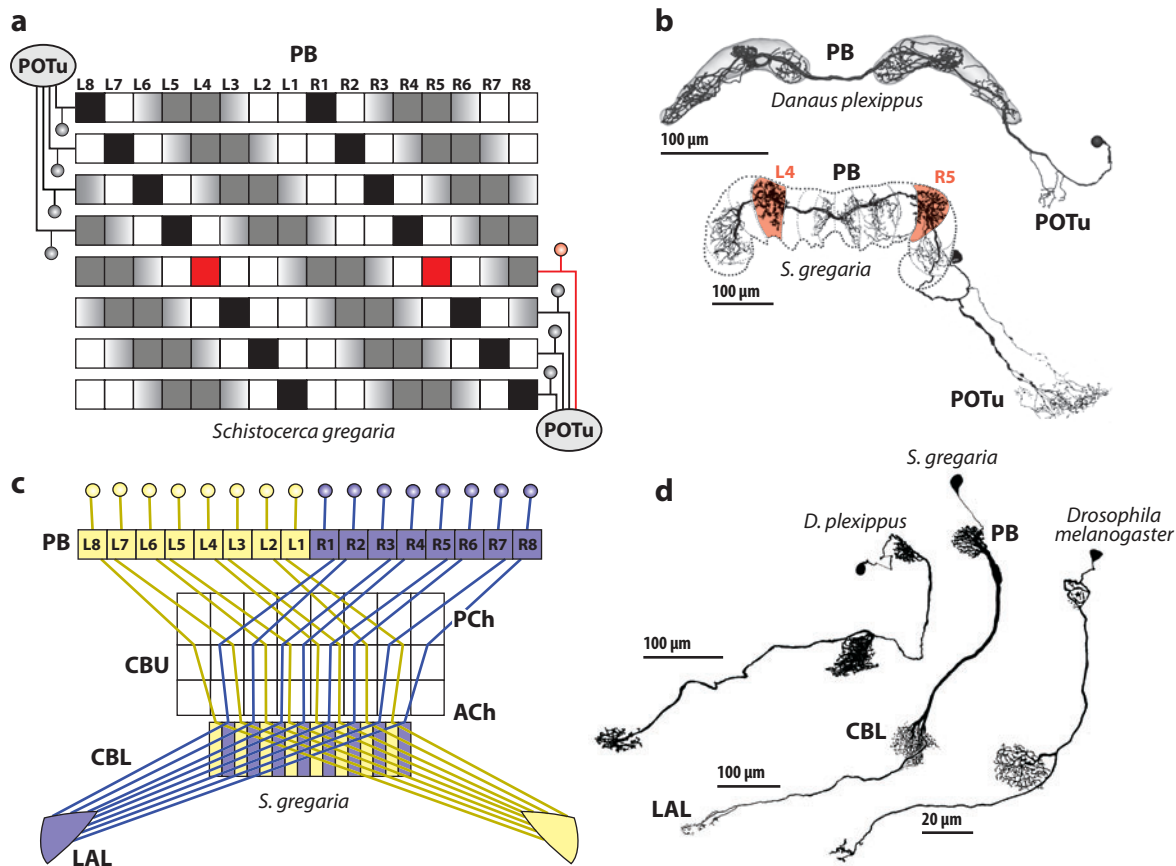 a
PB
POTu
L8 L7 L6 L5 L4 L3 L2 L1 R1 R2 R3 R4 R5 R6 R7 R8
POTu
Schistocerca gregaria
b
PB
Danaus plexippus
100 µm
L4
PB
R5
POTu
S. gregaria
100 µm
POTu
c
PB
L8 L7 L6 L5 L4 L3 L2 L1 R1 R2 R3 R4 R5 R6 R7 R8
PCh
CBU
ACh
CBL
S. gregaria
LAL
d
S. gregaria
D. plexippus
PB
Drosophila
melanogaster
100 µm
CBL
100 µm
LAL
20 µm